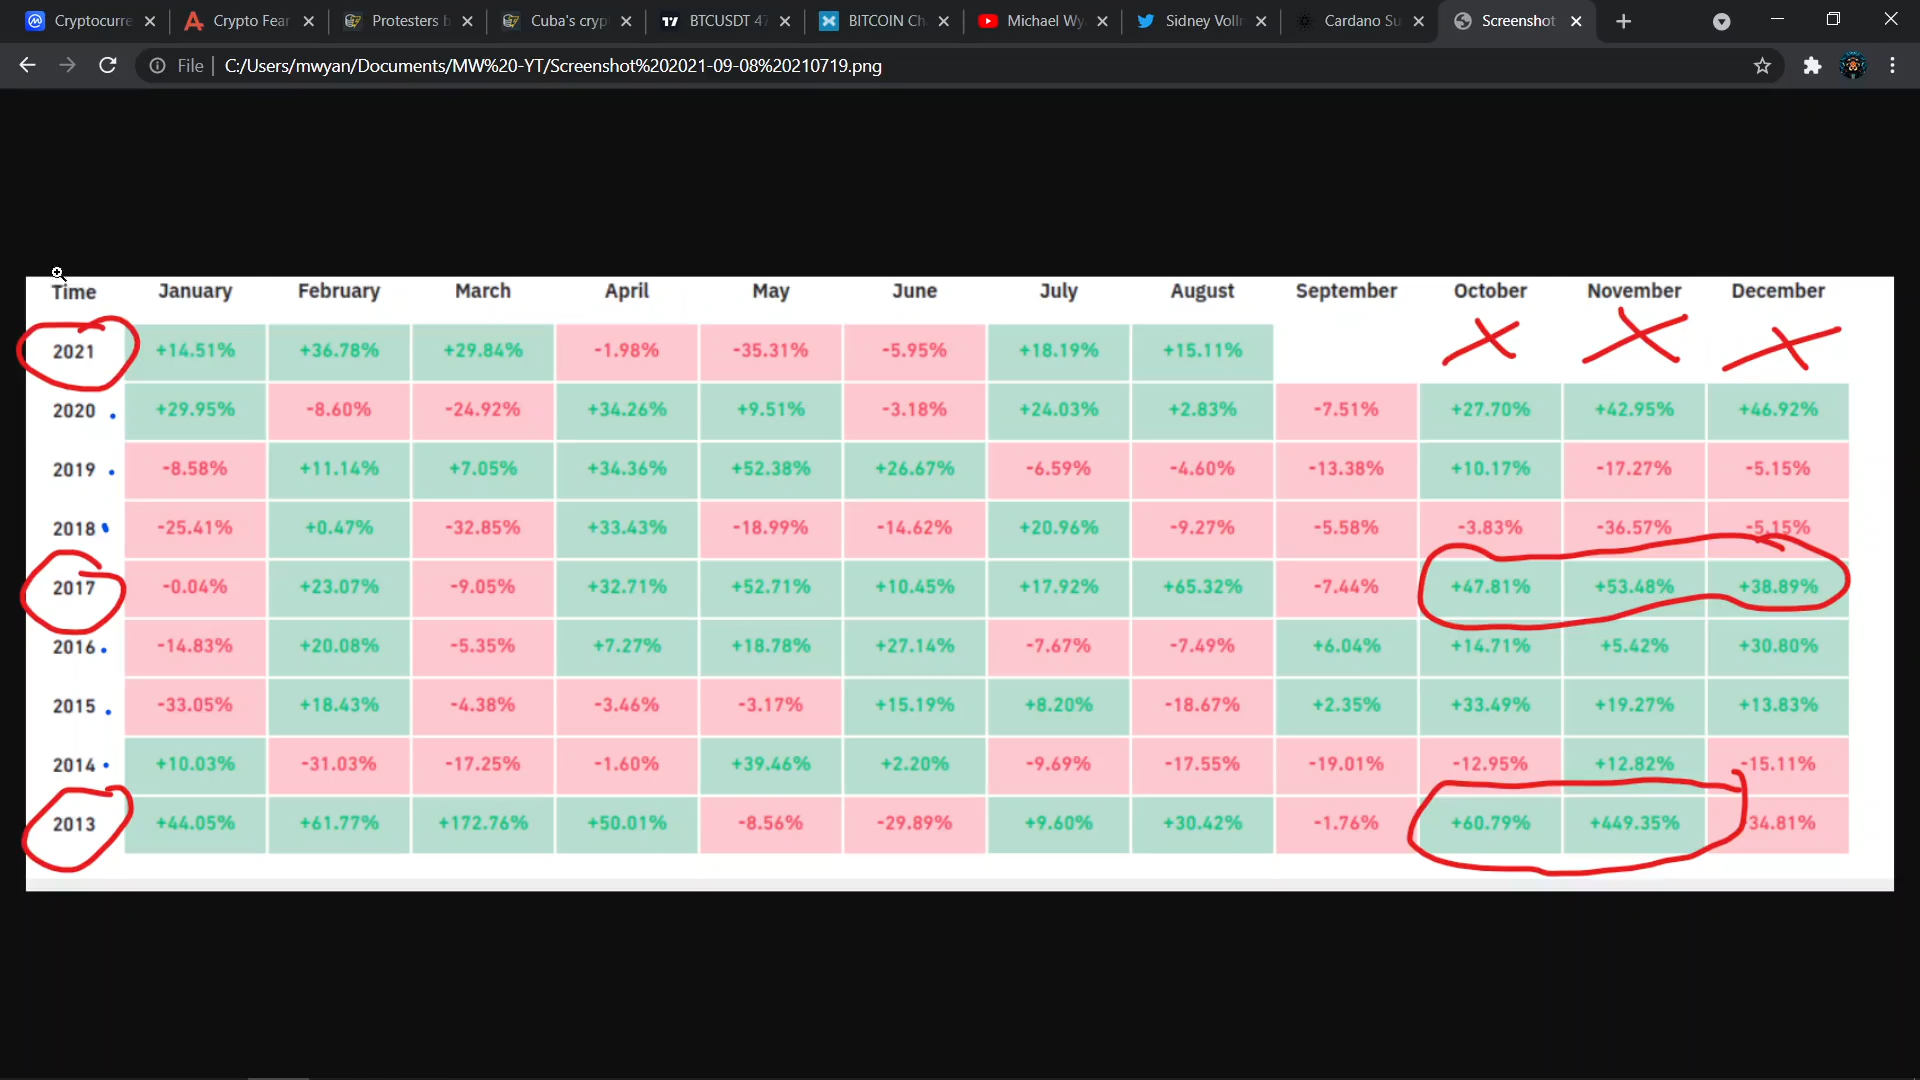 Cryptocurre Crypto Fear Protesters b Cuba's cryp BTCUSDT 47 BITCOIN Ch Michael Wy Sidney Vollm Cardano Su Screenshot
File C:/Users/mwyan/Documents/MW%20-YT/Screenshot%202021-09-08%20210719.png
Time January February March April May June July August September October November December
2021 +14.51% +36.78% +29.84% -1.98% -35.31% -5.95% +18.19% +15.11%
2020 +29.95% -8.60% -24.92% +34.26% +9.51% -3.18% +24.03% +2.83% -7.51% +27.70% +42.95% +46.92%
2019 -8.58% +11.14% +7.05% +34.36% +52.38% +26.67% -6.59% -4.60% -13.38% +10.17% -17.27% -5.15%
2018 -25.41% +0.47% -32.85% +33.43% -18.99% -14.62% +20.96% -9.27% -5.58% -3.83% -36.57% -5.15%
2017 -0.04% +23.07% -9.05% +32.71% +52.71% +10.45% +17.92% +65.32% -7.44% +47.81% +53.48% +38.89%
2016 -14.83% +20.08% -5.35% +7.27% +18.78% +27.14% -7.67% -7.49% +6.04% +14.71% +5.42% +30.80%
2015 -33.05% +18.43% -4.38% -3.46% -3.17% +15.19% +8.20% -18.67% +2.35% +33.49% +19.27% +13.83%
2014 +10.03% -31.03% -17.25% -1.60% +39.46% +2.20% -9.69% -17.55% -19.01% -12.95% +12.82% -15.11%
2013 +44.05% +61.77% +172.76% +50.01% -8.56% -29.89% +9.60% +30.42% -1.76% +60.79% +449.35% 34.81%